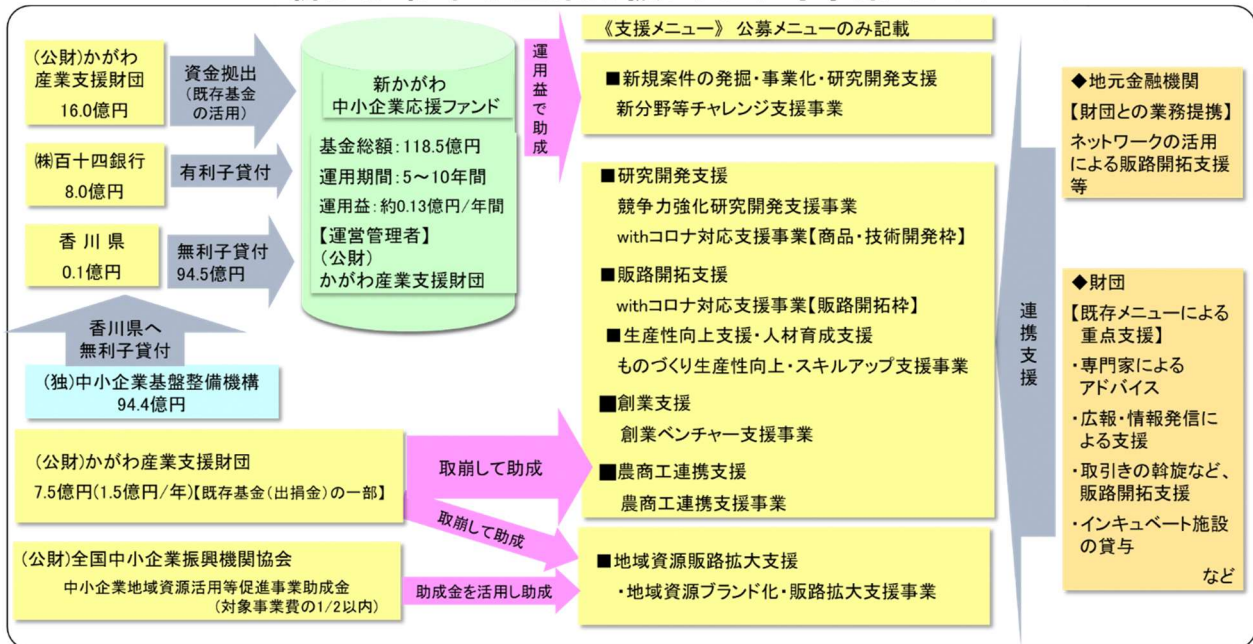 (公財)かがわ
産業支援財団
16.0億円
資金拠出
(既存基金
の活用)
㈱百十四銀行
8.0億円
有利子貸付
香 川 県
0.1億円
無利子貸付
94.5億円
香川県へ
無利子貸付
(独)中小企業基盤整備機構
94.4億円
新かがわ
中小企業応援ファンド
基金総額:118.5億円
運用期間:5～10年間
運用益:約0.13億円/年間
【運営管理者】
(公財)
かがわ産業支援財団
運用益で助成
《支援メニュー》 公募メニューのみ記載
■新規案件の発掘・事業化・研究開発支援
新分野等チャレンジ支援事業
■研究開発支援
競争力強化研究開発支援事業
withコロナ対応支援事業【商品・技術開発枠】
■販路開拓支援
withコロナ対応支援事業【販路開拓枠】
■生産性向上支援・人材育成支援
ものづくり生産性向上・スキルアップ支援事業
■創業支援
創業ベンチャー支援事業
■農商工連携支援
農商工連携支援事業
(公財)かがわ産業支援財団
7.5億円(1.5億円/年)【既存基金(出捐金)の一部】
取崩して助成
取崩して助成
(公財)全国中小企業振興機関協会
中小企業地域資源活用等促進事業助成金
(対象事業費の1/2以内)
助成金を活用し助成
■地域資源販路拡大支援
・地域資源ブランド化・販路拡大支援事業
連携支援
◆地元金融機関
【財団との業務提携】
ネットワークの活用
による販路開拓支援
等
◆財団
【既存メニューによる
重点支援】
・専門家による
アドバイス
・広報・情報発信に
よる支援
・取引きの斡旋など、
販路開拓支援
・インキュベート施設
の貸与
など